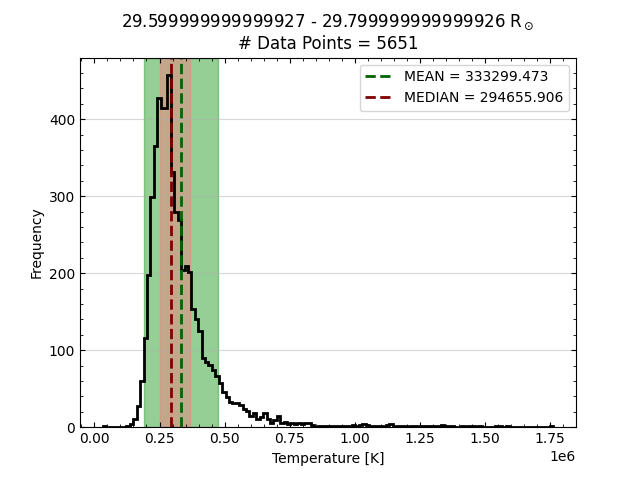 29.599999999999927 - 29.799999999999926 R⊙
# Data Points = 5651
MEAN = 333299.473
MEDIAN = 294655.906
Frequency
400
300
200
100
0
0.00 0.25 0.50 0.75 1.00 1.25 1.50 1.75
1e6
Temperature [K]